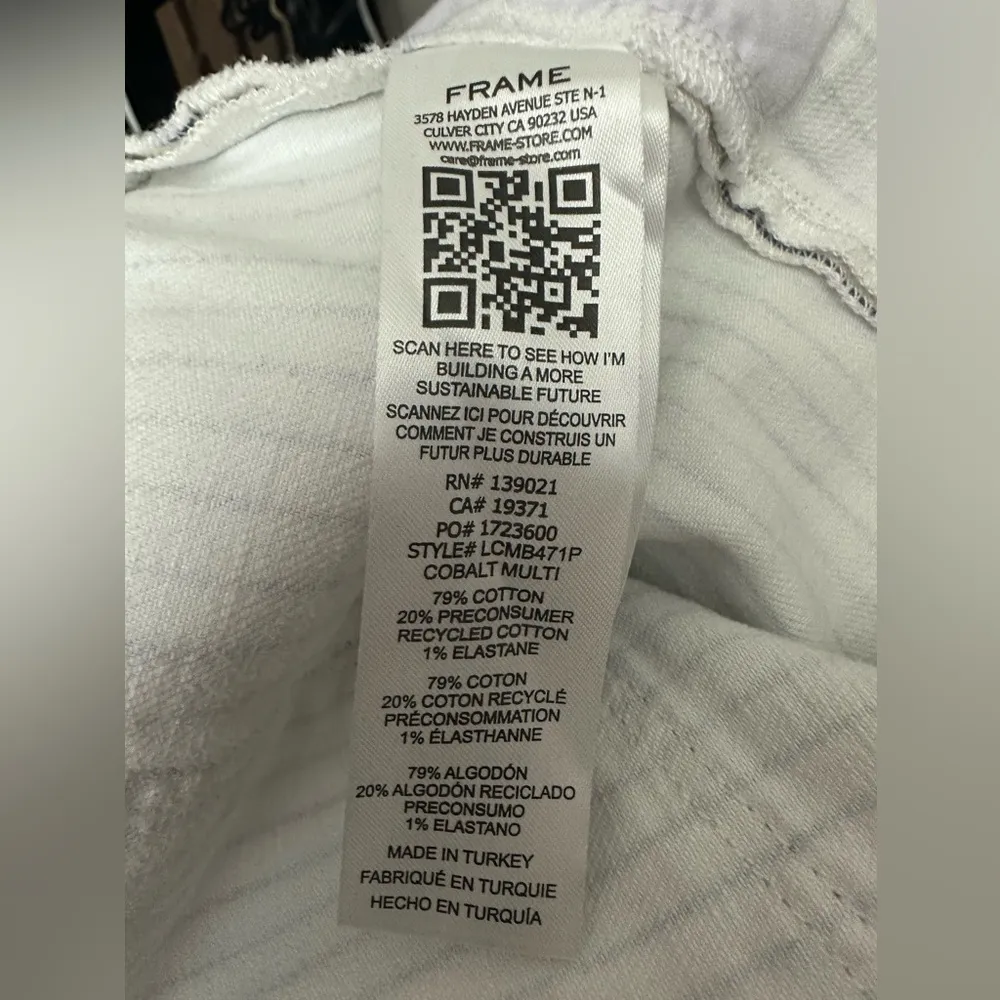 FRAME
3578 HAYDEN AVENUE STE N-1
CULVER CITY CA 90232 USA
WWW.FRAME-STORE.COM
care@frame-store.com
SCAN HERE TO SEE HOW I'M
BUILDING A MORE
SUSTAINABLE FUTURE
SCANNEZ ICI POUR DÉCOUVRIR
COMMENT JE CONSTRUIS UN
FUTUR PLUS DURABLE
RN# 139021
CA# 19371
PO# 1723600
STYLE# LCMB471P
COBALT MULTI
79% COTTON
20% PRECONSUMER
RECYCLED COTTON
1% ELASTANE
79% COTON
20% COTON RECYCLÉ
PRÉCONSOMMATION
1% ÉLASTHANNE
79% ALGODÓN
20% ALGODÓN RECICLADO
PRECONSUMO
1% ELASTANO
MADE IN TURKEY
FABRIQUÉ EN TURQUIE
HECHO EN TURQUÍA